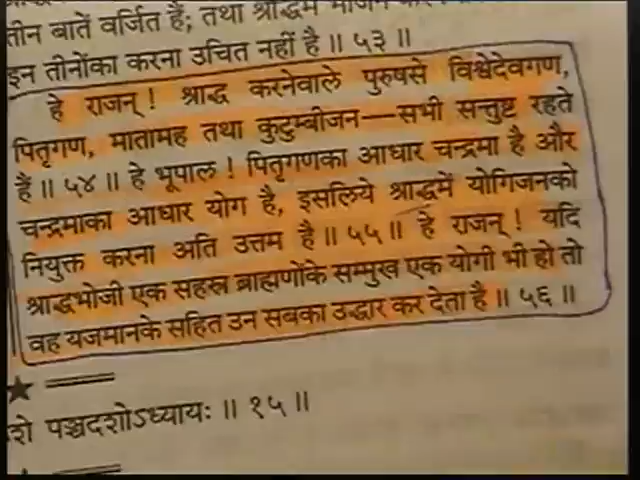 तीन बातें वर्जित हैं; तथा श्राद्धमें
इन तीनोंका करना उचित नहीं है ॥ ५३ ॥
हे राजन् ! श्राद्ध करनेवाले पुरुषसे विश्वेदेवगण,
पितृगण, मातामह तथा कुटुम्बीजन—सभी सन्तुष्ट रहते
हैं ॥ ५४ ॥ हे भूपाल ! पितृगणका आधार चन्द्रमा है और
चन्द्रमाका आधार योग है, इसलिये श्राद्धमें योगिजनको
नियुक्त करना अति उत्तम है ॥ ५५ ॥ हे राजन् ! यदि
श्राद्धभोजी एक सहस्र ब्राह्मणोंके सम्मुख एक योगी भी हो तो
वह यजमानके सहित उन सबका उद्धार कर देता है ॥ ५६ ॥
शे पञ्चदशोऽध्यायः ॥ १५ ॥